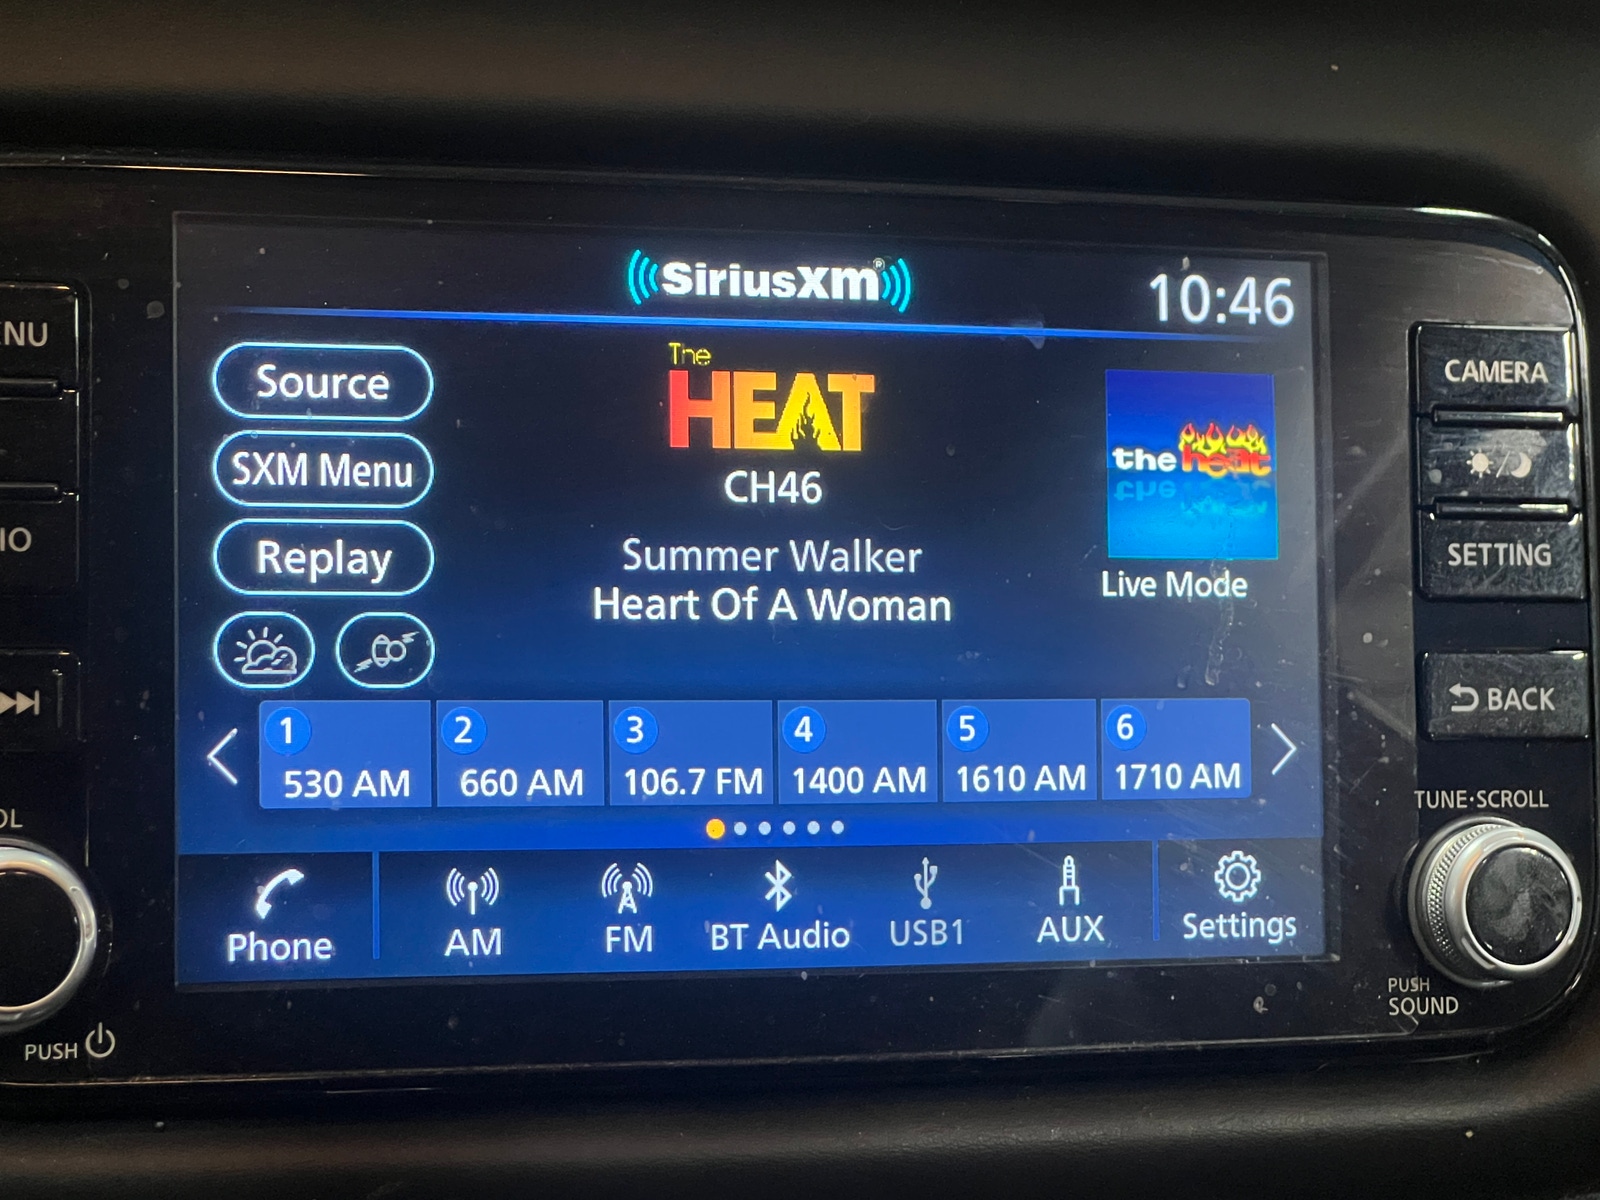 ((SiriusXM®))
10:46
Source
SXM Menu
Replay
The
HEAT
CH46
Summer Walker
Heart Of A Woman
the heat
Live Mode
1
530 AM
2
660 AM
3
106.7 FM
4
1400 AM
5
1610 AM
6
1710 AM
Phone
AM
FM
BT Audio
USB1
AUX
Settings
ENU
IO
OL
PUSH
CAMERA
SETTING
BACK
TUNE·SCROLL
PUSH
SOUND